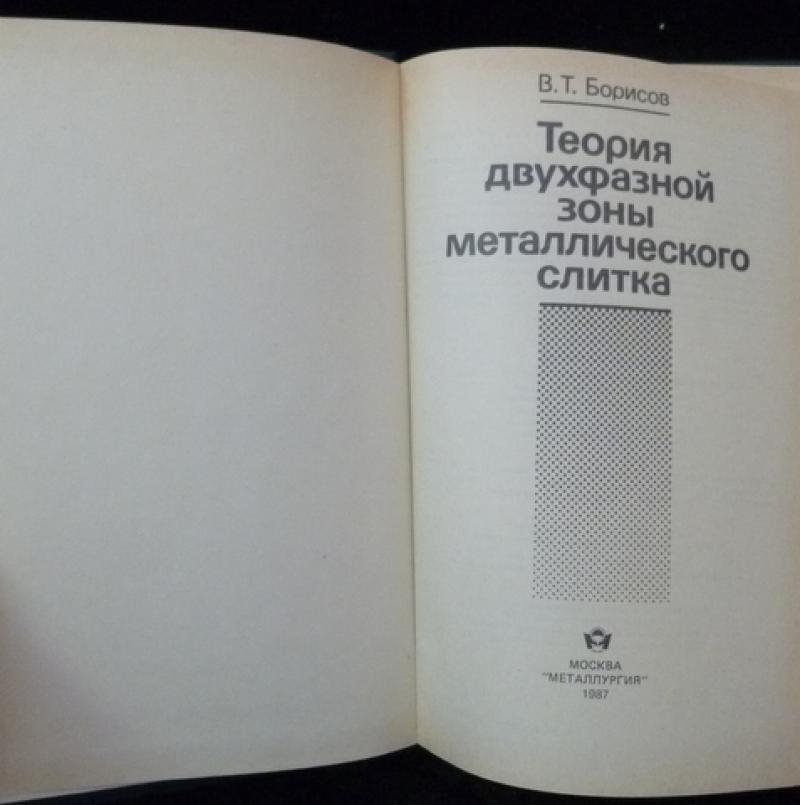 В.Т. Борисов
Теория
двухфазной
зоны
металлического
слитка
МОСКВА
"МЕТАЛЛУРГИЯ"
1987